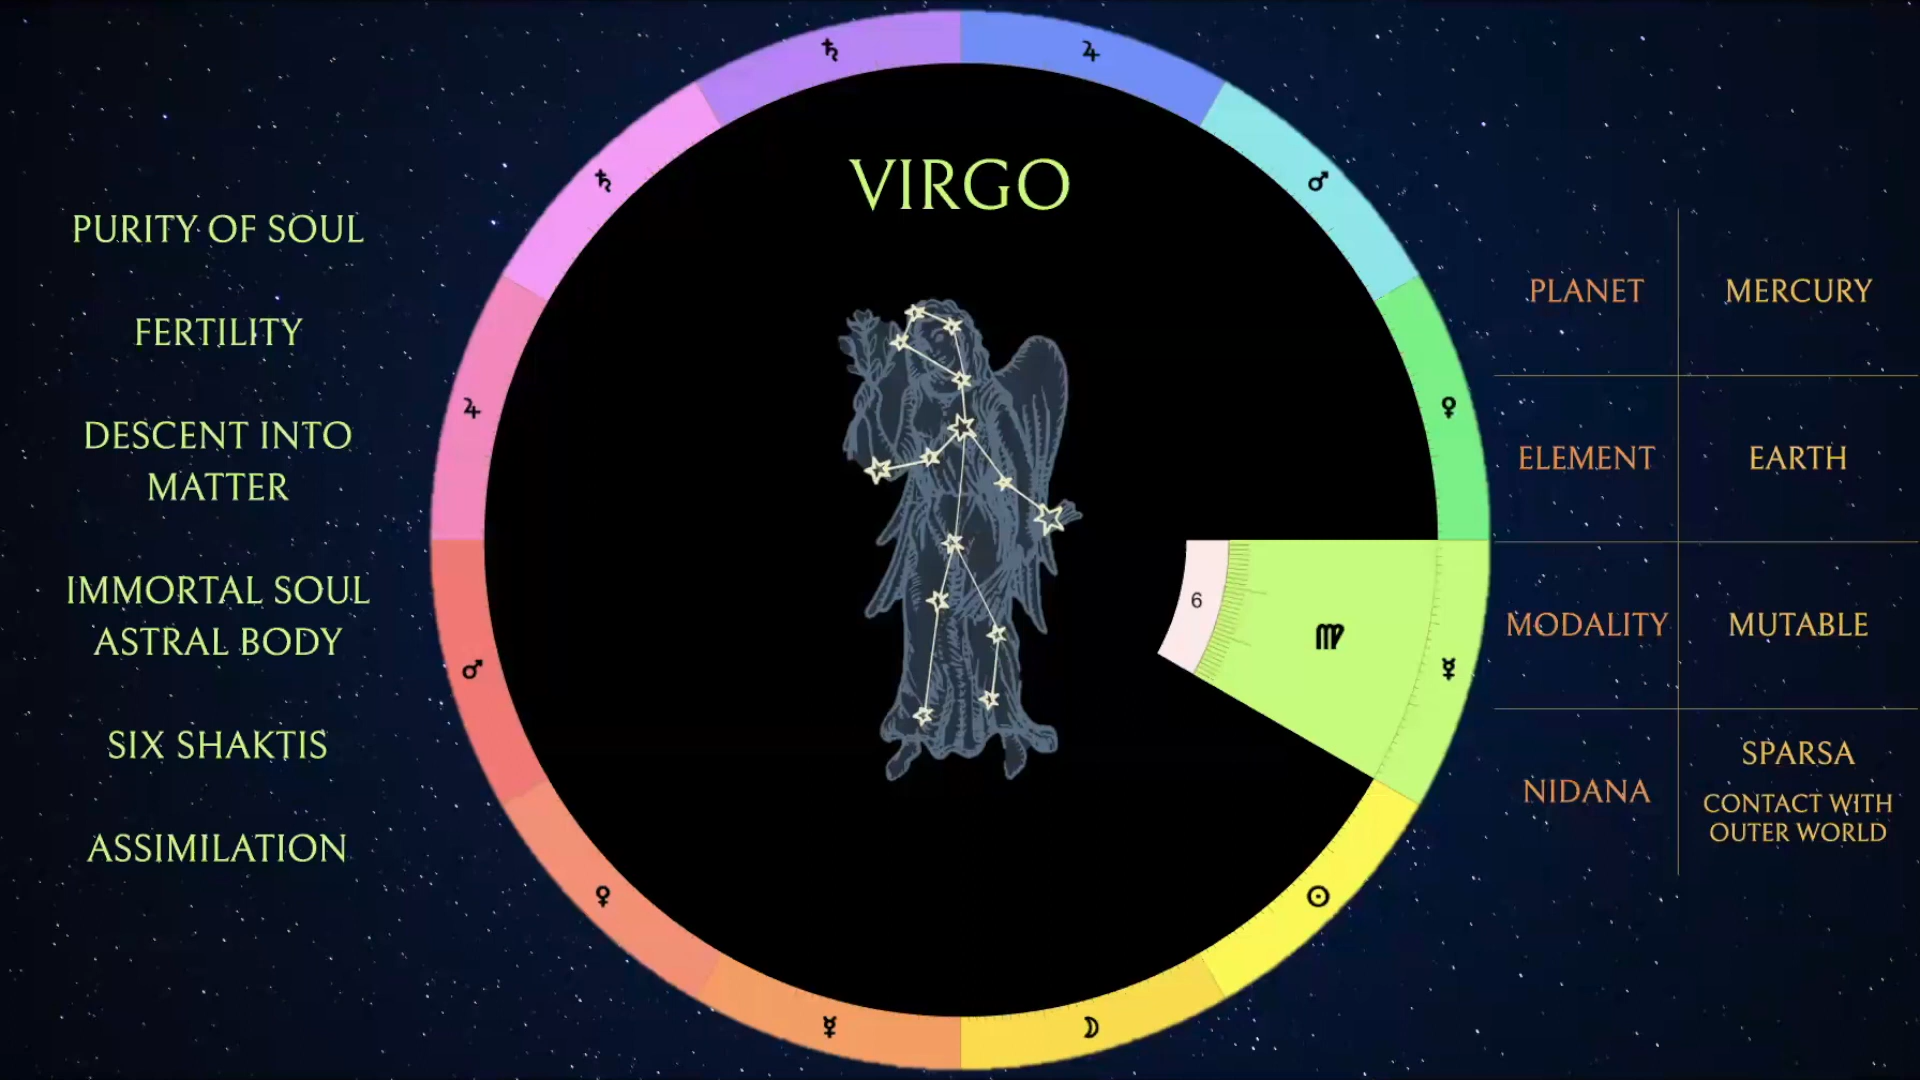 VIRGO
PURITY OF SOUL
FERTILITY
DESCENT INTO
MATTER
IMMORTAL SOUL
ASTRAL BODY
SIX SHAKTIS
ASSIMILATION
♄
♃
♄
♂
♃
♀
6
♍
♂
☿
♀
☉
☿
☽
PLANET
MERCURY
ELEMENT
EARTH
MODALITY
MUTABLE
NIDANA
SPARSA
CONTACT WITH
OUTER WORLD